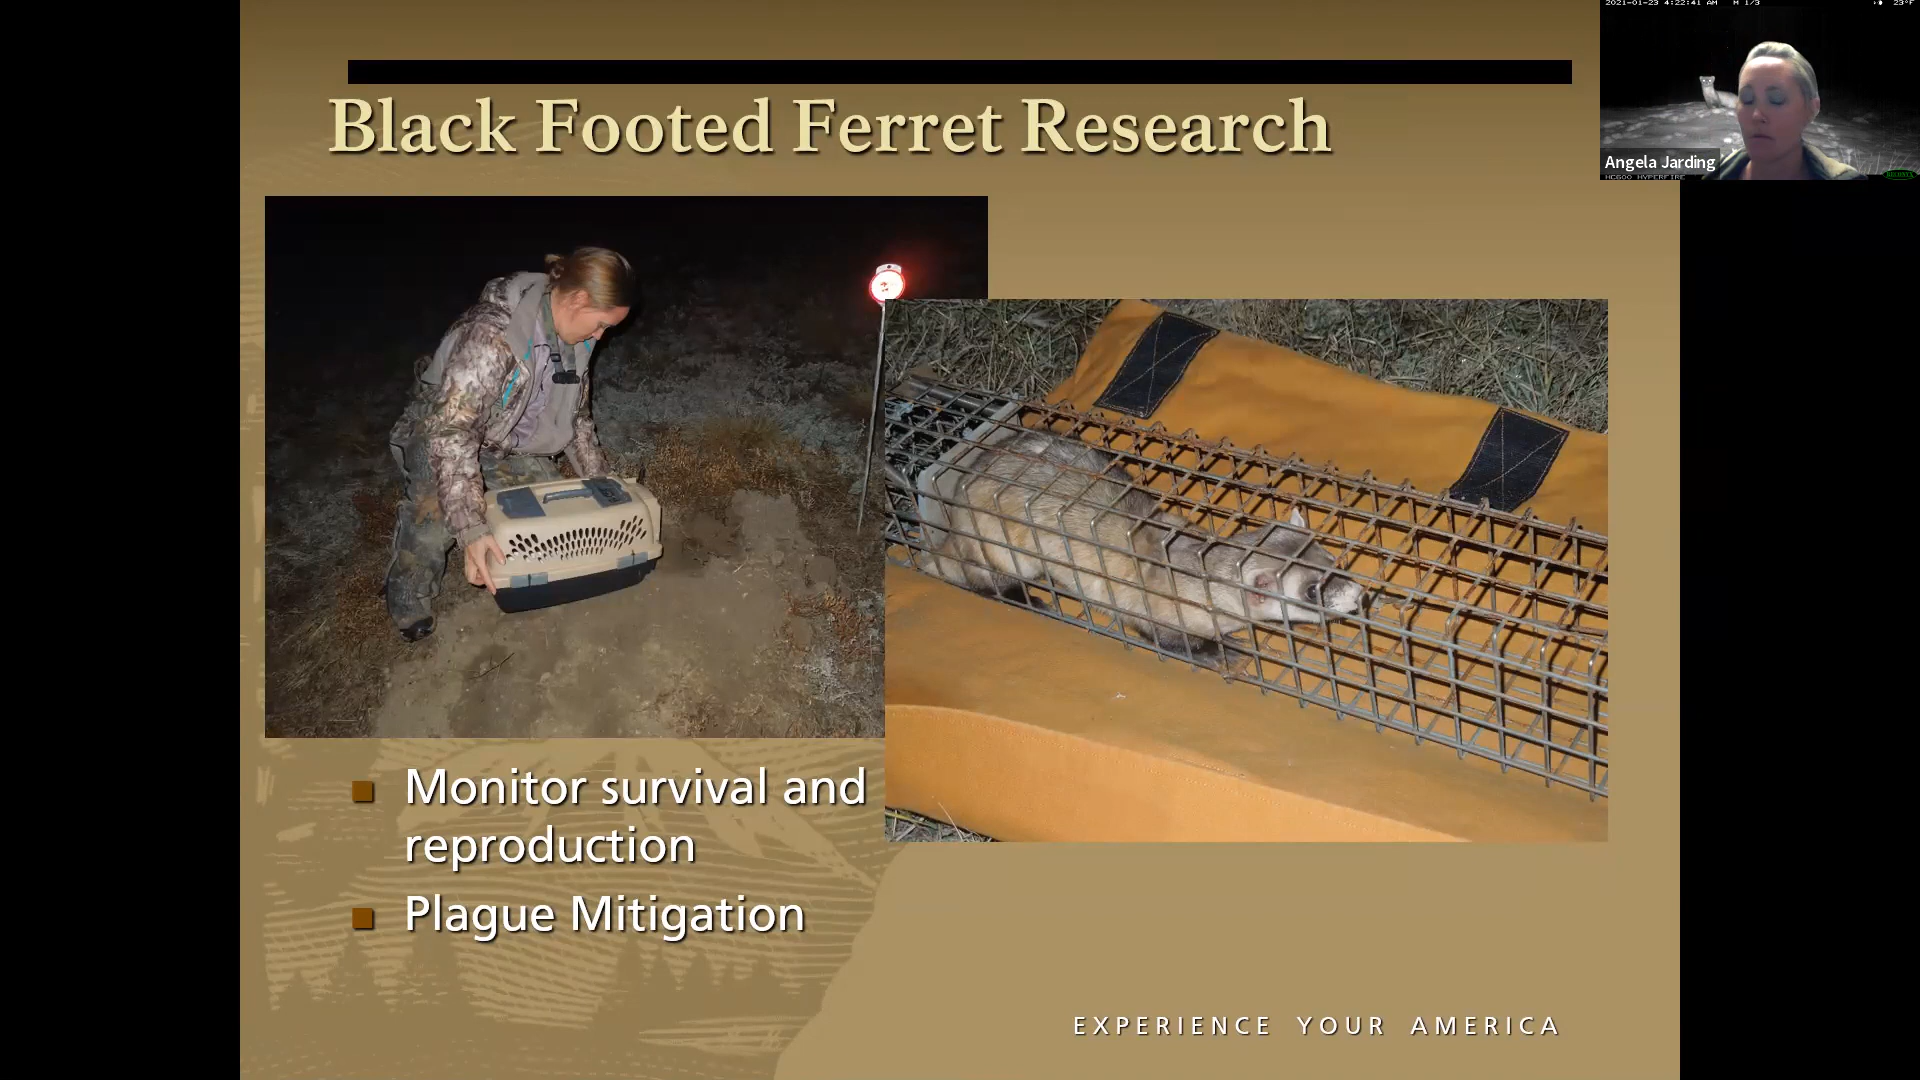 2021-01-23 4:22:41 AM M 1/3 23°F
Black Footed Ferret Research
Angela Jarding
HC600 HYPERFIRE
RECONYX
Monitor survival and
reproduction
Plague Mitigation
EXPERIENCE YOUR AMERICA